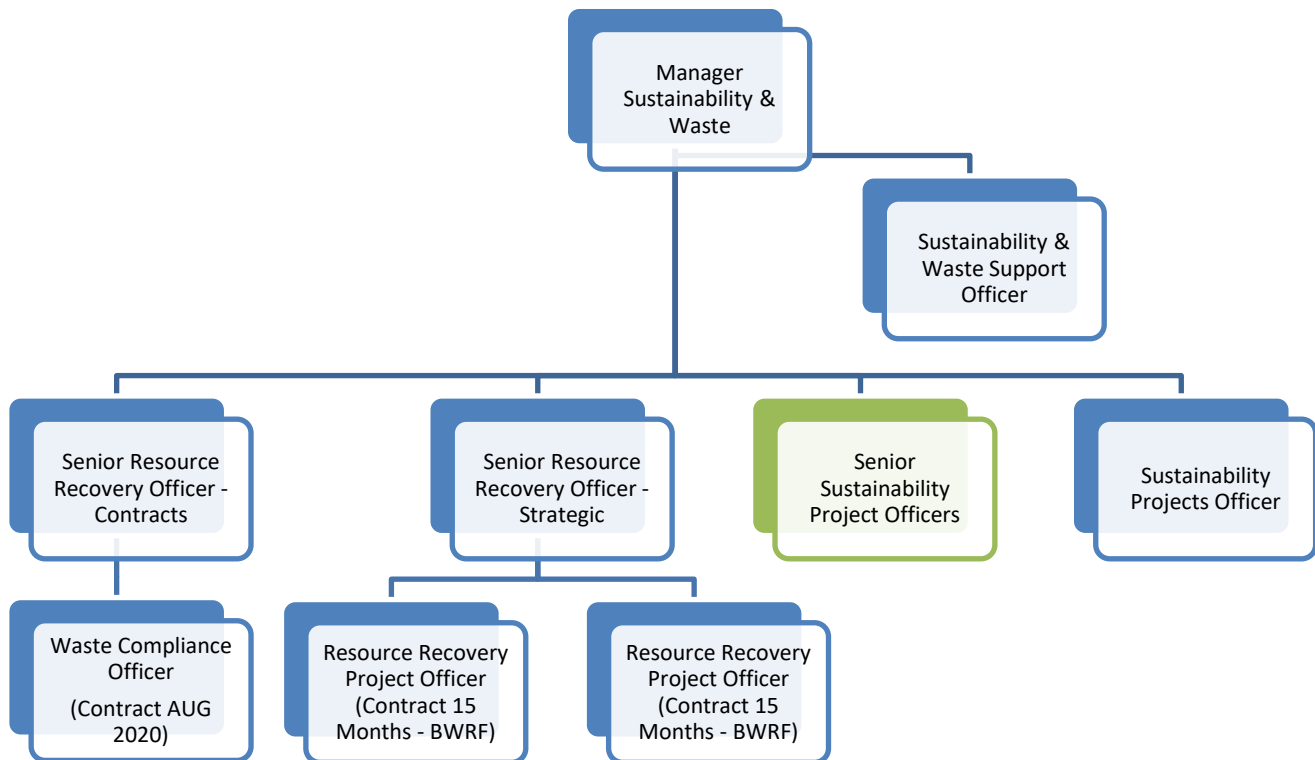 Manager
Sustainability &
Waste
Sustainability &
Waste Support
Officer
Senior Resource
Recovery Officer -
Contracts
Senior Resource
Recovery Officer -
Strategic
Senior
Sustainability
Project Officers
Sustainability
Projects Officer
Waste Compliance
Officer
(Contract AUG
2020)
Resource Recovery
Project Officer
(Contract 15
Months - BWRF)
Resource Recovery
Project Officer
(Contract 15
Months - BWRF)